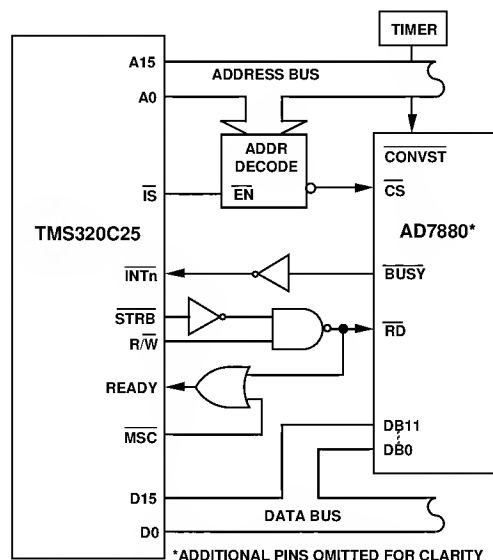 TIMER
A15
ADDRESS BUS
A0
ADDR
DECODE
CONVST
IS
EN
CS
TMS320C25
AD7880*
INTn
BUSY
STRB
R/W
RD
READY
MSC
DB11
DB0
D15
DATA BUS
D0
*ADDITIONAL PINS OMITTED FOR CLARITY